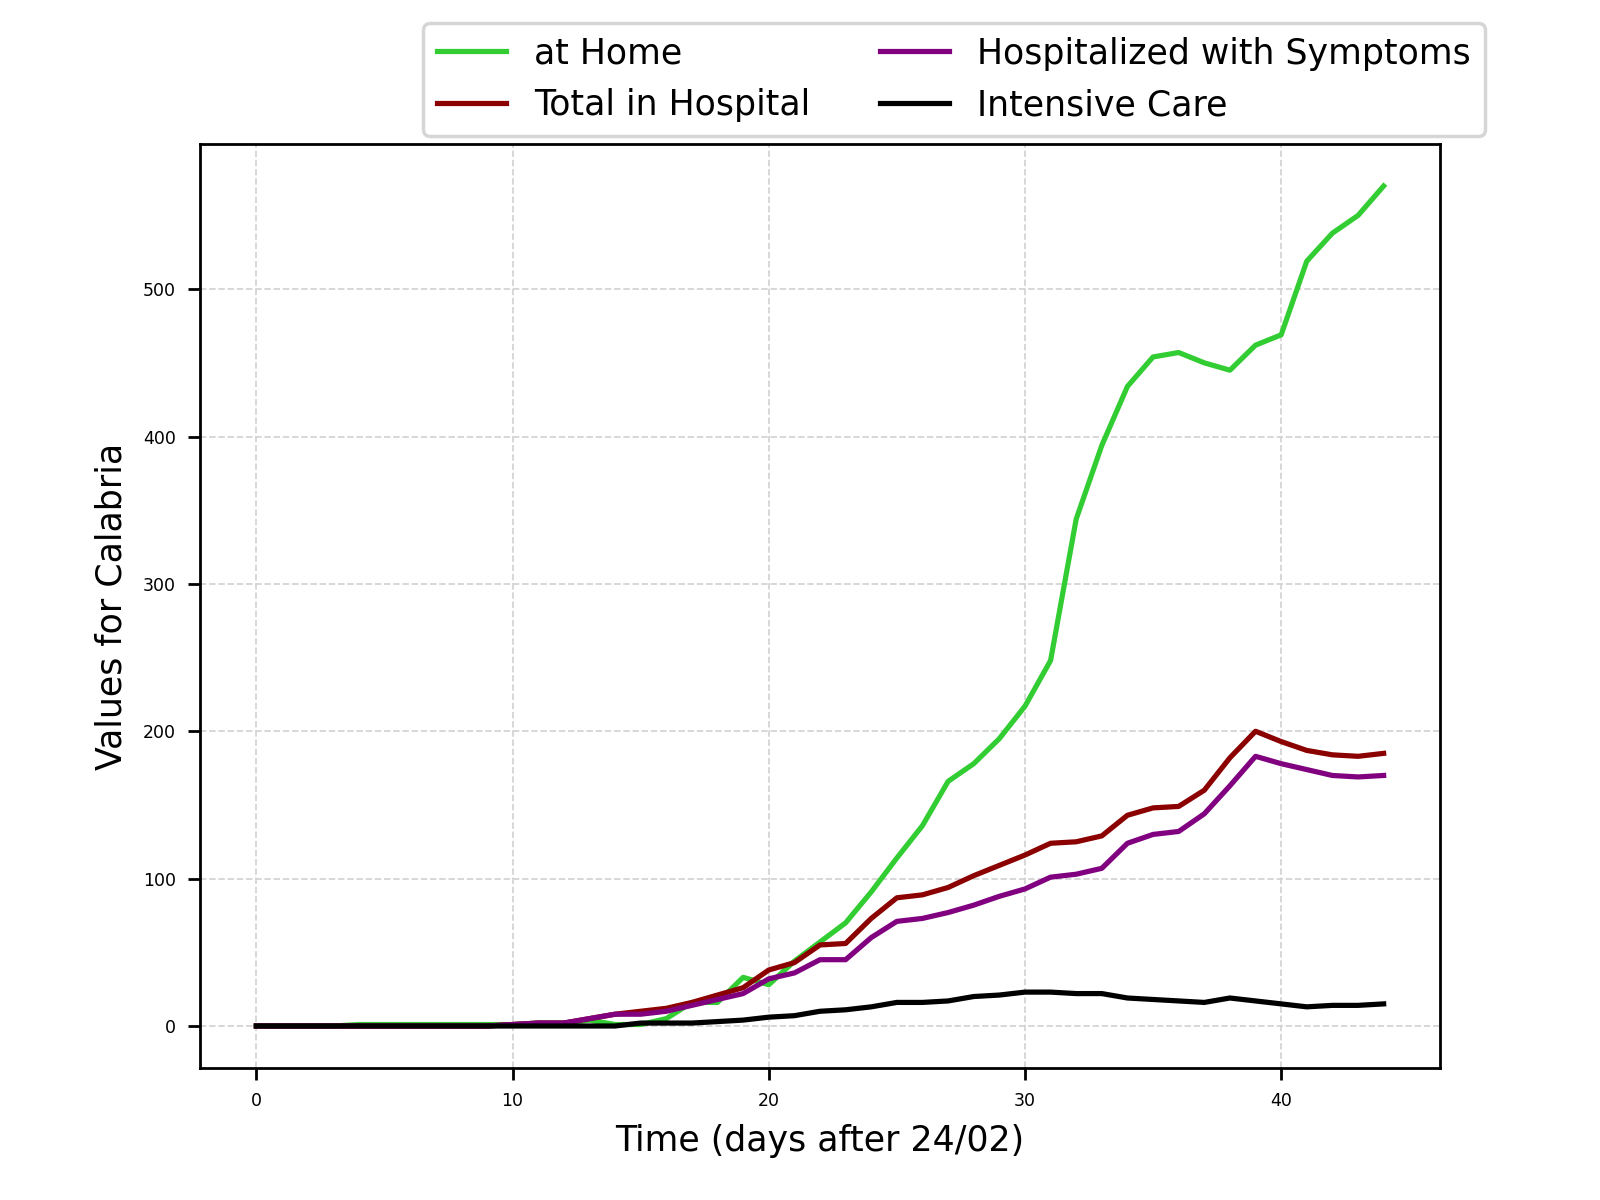 at Home
Total in Hospital
Hospitalized with Symptoms
Intensive Care
Values for Calabria
500
400
300
200
100
0
0 10 20 30 40
Time (days after 24/02)